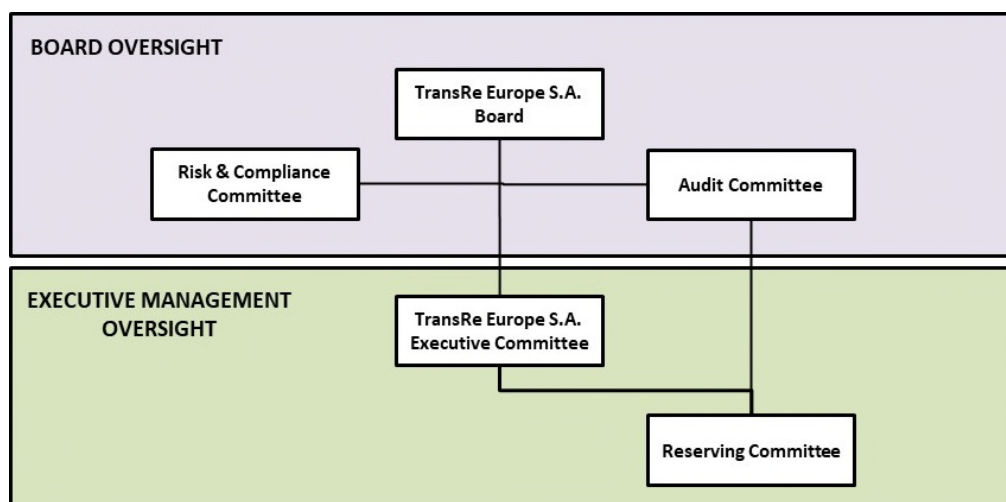 BOARD OVERSIGHT
TransRe Europe S.A.
Board
Risk & Compliance
Committee
Audit Committee
EXECUTIVE MANAGEMENT
OVERSIGHT
TransRe Europe S.A.
Executive Committee
Reserving Committee